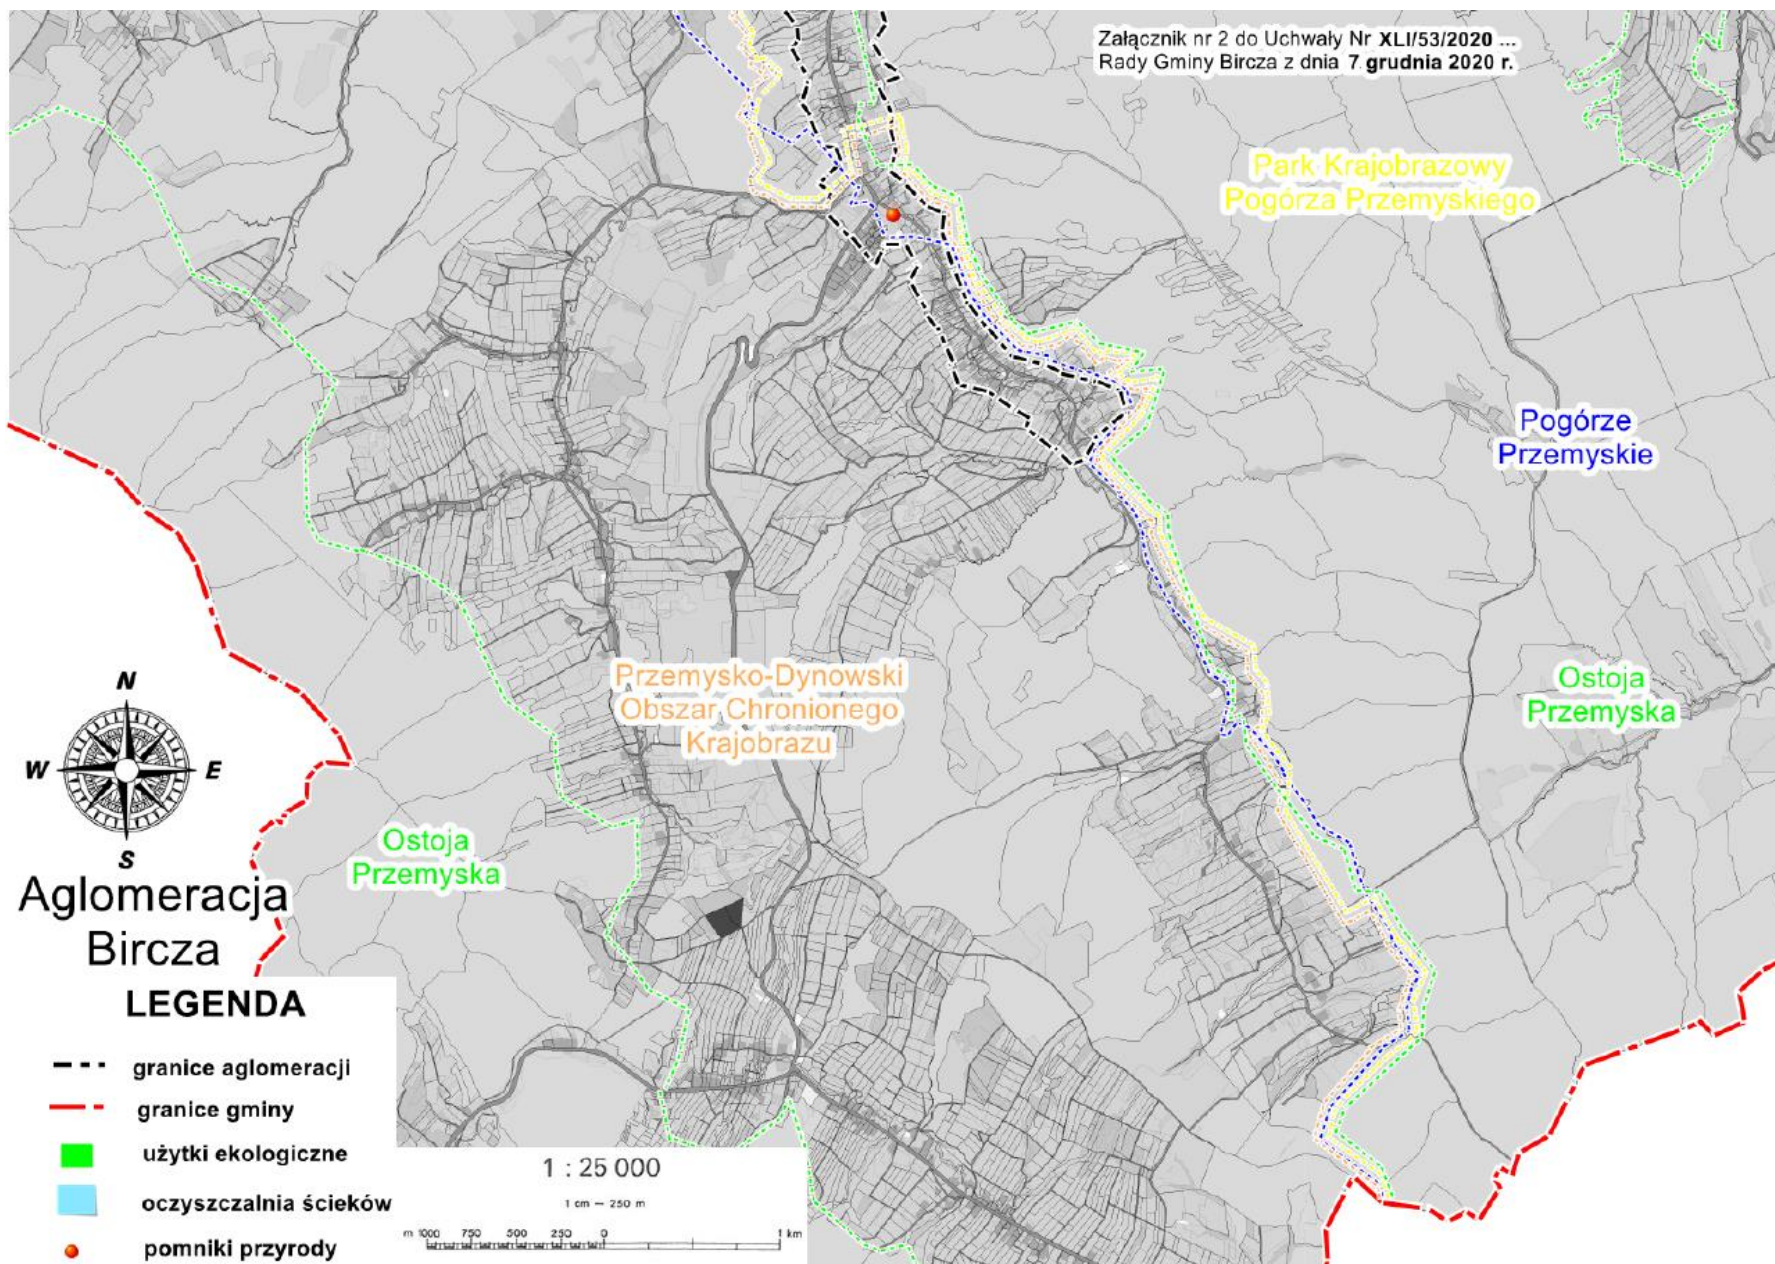 Załącznik nr 2 do Uchwały Nr XLI/53/2020 ...
Rady Gminy Bircza z dnia 7 grudnia 2020 r.
Park Krajobrazowy
Pogórza Przemyskiego
Pogórze
Przemyskie
Przemysko-Dynowski
Obszar Chronionego
Krajobrazu
Ostoja
Przemyska
N
W
E
S
Ostoja
Przemyska
Aglomeracja
Bircza
LEGENDA
granice aglomeracji
granice gminy
użytki ekologiczne
oczyszczalnia ścieków
pomniki przyrody
1 : 25 000
1 cm — 250 m
m 1000 750 500 250 0 1 km